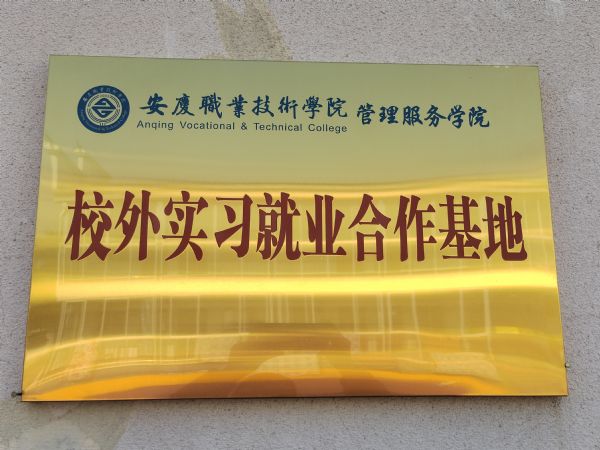 安慶職業技術學院 管理服务学院
Anqing Vocational & Technical College
校外实习就业合作基地